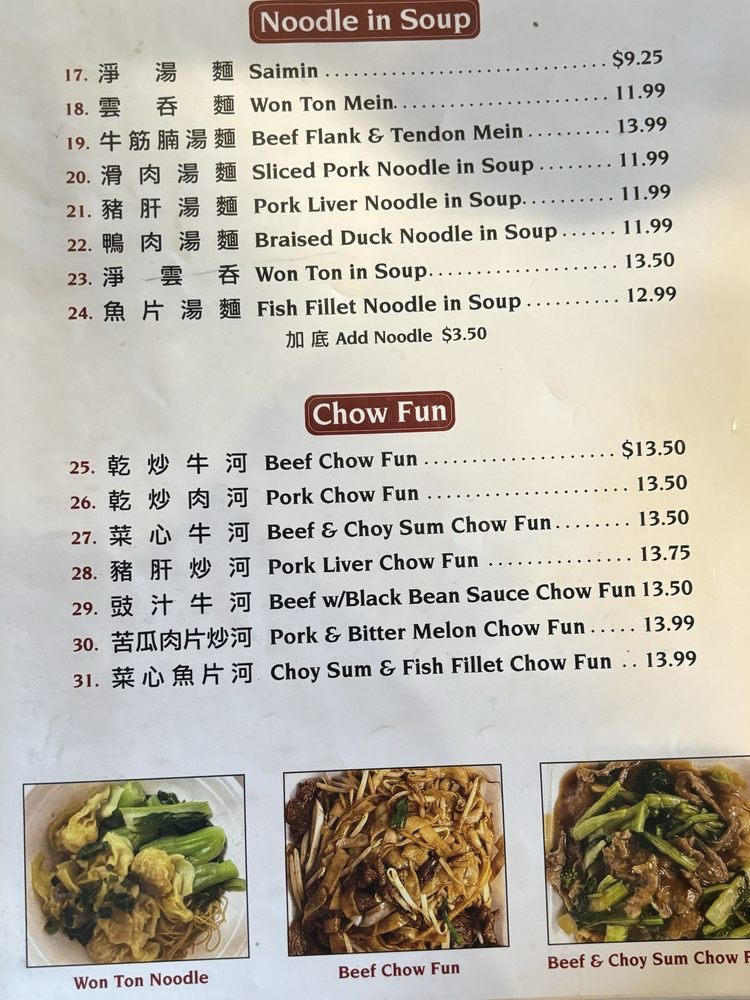 Noodle in Soup
17. 淨湯麵 Saimin .............................. $9.25
18. 雲吞麵 Won Ton Mein........................ 11.99
19. 牛筋腩湯麵 Beef Flank & Tendon Mein ......... 13.99
20. 滑肉湯麵 Sliced Pork Noodle in Soup ........ 11.99
21. 豬肝湯麵 Pork Liver Noodle in Soup.......... 11.99
22. 鴨肉湯麵 Braised Duck Noodle in Soup ...... 11.99
23. 淨雲吞 Won Ton in Soup.................... 13.50
24. 魚片湯麵 Fish Fillet Noodle in Soup .......... 12.99
加底 Add Noodle $3.50
Chow Fun
25. 乾炒牛河 Beef Chow Fun .................... $13.50
26. 乾炒肉河 Pork Chow Fun ..................... 13.50
27. 菜心牛河 Beef & Choy Sum Chow Fun........ 13.50
28. 豬肝炒河 Pork Liver Chow Fun ............... 13.75
29. 豉汁牛河 Beef w/Black Bean Sauce Chow Fun 13.50
30. 苦瓜肉片炒河 Pork & Bitter Melon Chow Fun ..... 13.99
31. 菜心魚片河 Choy Sum & Fish Fillet Chow Fun .. 13.99
Won Ton Noodle
Beef Chow Fun
Beef & Choy Sum Chow F